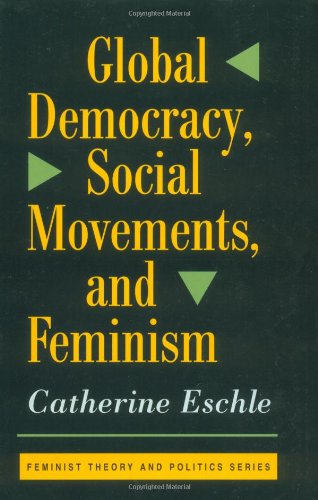 Global
Democracy,
Social
Movements,
and
Feminism
Catherine Eschle
FEMINIST THEORY AND POLITICS SERIES